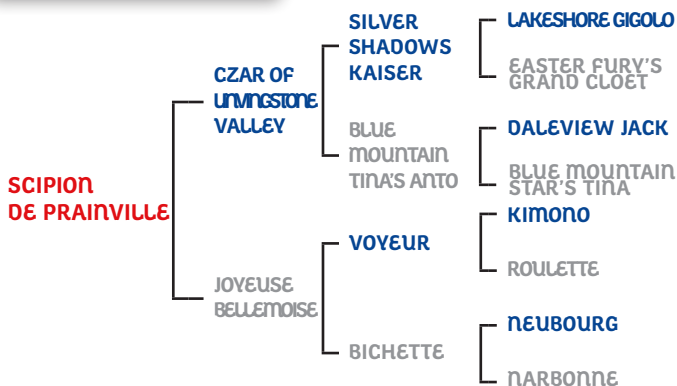 SCIPION
DE PRAINVILLE
CZAR OF
LINVINGSTONE
VALLEY
JOYEUSE
BELLEMOISE
SILVER
SHADOWS
KAISER
BLUE
MOUNTAIN
TINA'S ANTO
VOYEUR
BICHETTE
LAKESHORE GIGOLO
EASTER FURY'S
GRAND CLOET
DALEVIEW JACK
BLUE MOUNTAIN
STAR'S TINA
KIMONO
ROULETTE
NEUBOURG
NARBONNE